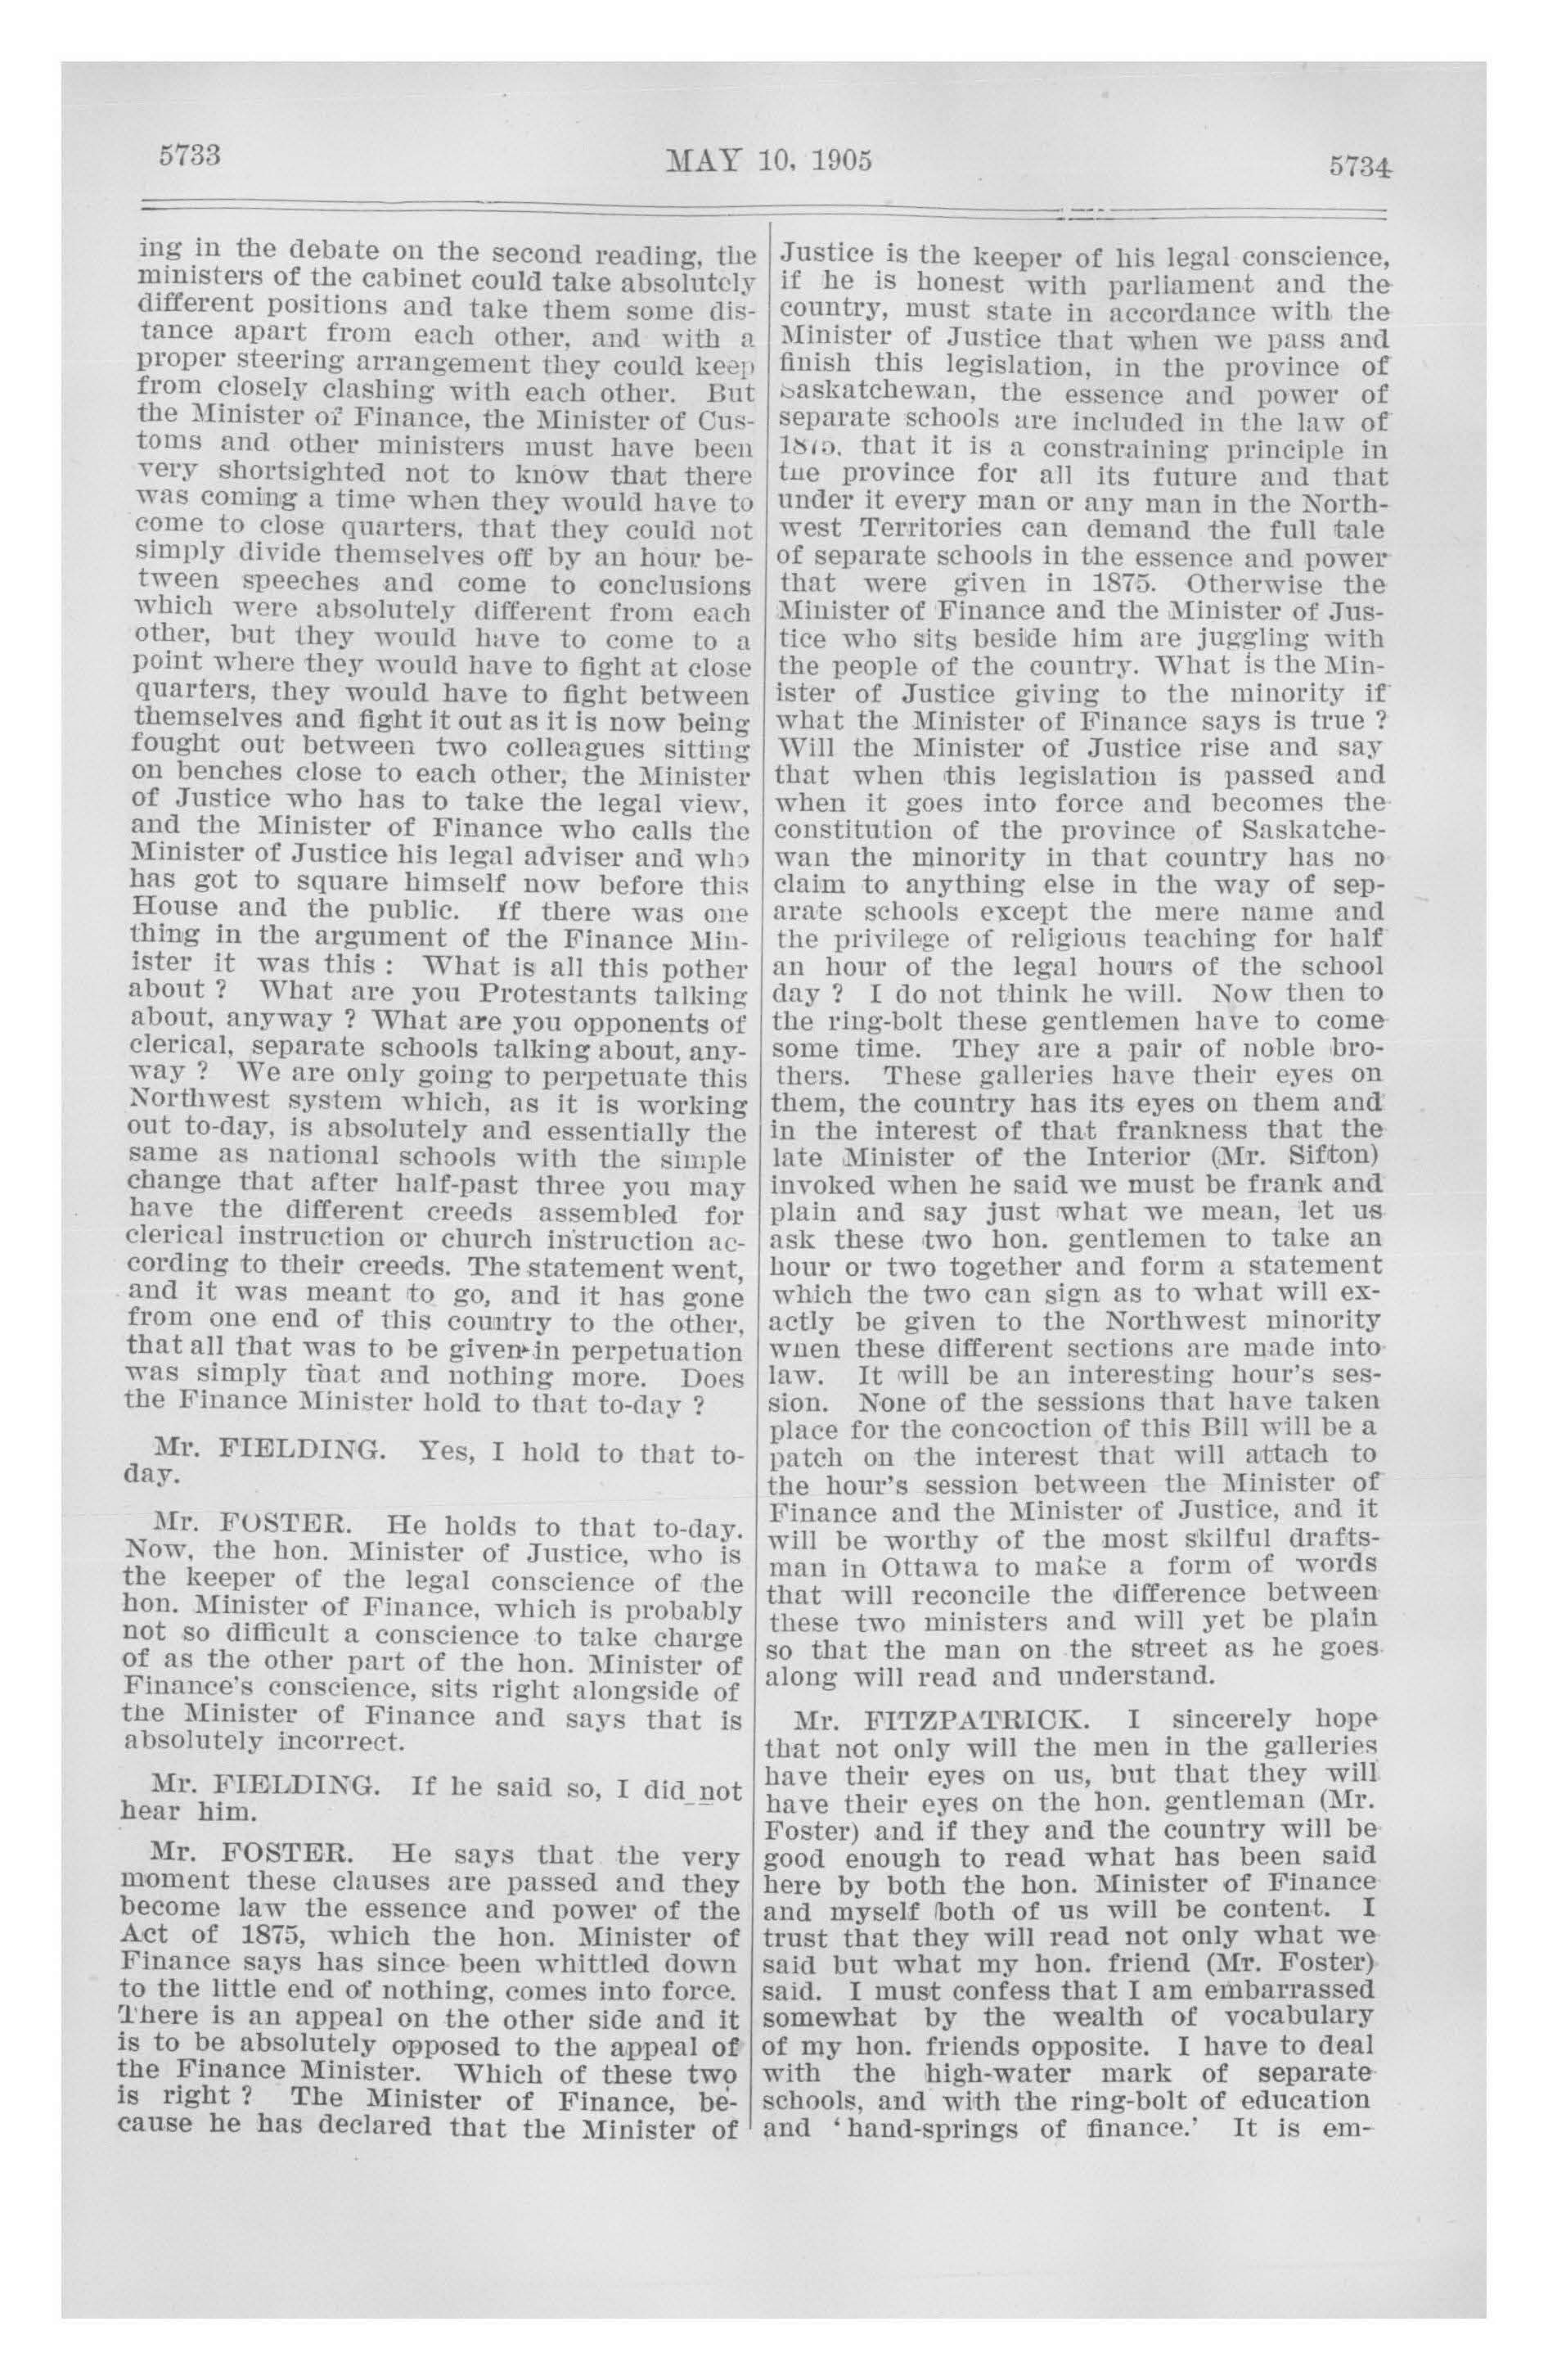 5733
MAY 10, 1905
5734
ing in the debate on the second reading, the
ministers of the cabinet could take absolutely
different positions and take them some dis-
tance apart from each other, and with a
proper steering arrangement they could keep
from closely clashing with each other. But
the Minister of Finance, the Minister of Cus-
toms and other ministers must have been
very shortsighted not to know that there
was coming a time when they would have to
come to close quarters, that they could not
simply divide themselves off by an hour be-
tween speeches and come to conclusions
which were absolutely different from each
other, but they would have to come to a
point where they would have to fight at close
quarters, they would have to fight between
themselves and fight it out as it is now being
fought out between two colleagues sitting
on benches close to each other, the Minister
of Justice who has to take the legal view,
and the Minister of Finance who calls the
Minister of Justice his legal adviser and who
has got to square himself now before this
House and the public. If there was one
thing in the argument of the Finance Min-
ister it was this : What is all this pother
about ? What are you Protestants talking
about, anyway ? What are you opponents of
clerical, separate schools talking about, any-
way ? We are only going to perpetuate this
Northwest system which, as it is working
out to-day, is absolutely and essentially the
same as national schools with the simple
change that after half-past three you may
have the different creeds assembled for
clerical instruction or church instruction ac-
cording to their creeds. The statement went,
and it was meant to go, and it has gone
from one end of this country to the other,
that all that was to be given in perpetuation
was simply that and nothing more. Does
the Finance Minister hold to that to-day ?
Mr. FIELDING. Yes, I hold to that to-
day.
Mr. FOSTER. He holds to that to-day.
Now, the hon. Minister of Justice, who is
the keeper of the legal conscience of the
hon. Minister of Finance, which is probably
not so difficult a conscience to take charge
of as the other part of the hon. Minister of
Finance's conscience, sits right alongside of
the Minister of Finance and says that is
absolutely incorrect.
Mr. FIELDING. If he said so, I did not
hear him.
Mr. FOSTER. He says that the very
moment these clauses are passed and they
become law the essence and power of the
Act of 1875, which the hon. Minister of
Finance says has since been whittled down
to the little end of nothing, comes into force.
There is an appeal on the other side and it
is to be absolutely opposed to the appeal of
the Finance Minister. Which of these two
is right ? The Minister of Finance, be-
cause he has declared that the Minister of
Justice is the keeper of his legal conscience,
if he is honest with parliament and the
country, must state in accordance with the
Minister of Justice that when we pass and
finish this legislation, in the province of
Saskatchewan, the essence and power of
separate schools are included in the law of
1875, that it is a constraining principle in
the province for all its future and that
under it every man or any man in the North-
west Territories can demand the full tale
of separate schools in the essence and power
that were given in 1875. Otherwise the
Minister of Finance and the Minister of Jus-
tice who sits beside him are juggling with
the people of the country. What is the Min-
ister of Justice giving to the minority if
what the Minister of Finance says is true ?
Will the Minister of Justice rise and say
that when this legislation is passed and
when it goes into force and becomes the
constitution of the province of Saskatche-
wan the minority in that country has no
claim to anything else in the way of sep-
arate schools except the mere name and
the privilege of religious teaching for half
an hour of the legal hours of the school
day ? I do not think he will. Now then to
the ring-bolt these gentlemen have to come
some time. They are a pair of noble bro-
thers. These galleries have their eyes on
them, the country has its eyes on them and
in the interest of that frankness that the
late Minister of the Interior (Mr. Sifton)
invoked when he said we must be frank and
plain and say just what we mean, let us
ask these two hon. gentlemen to take an
hour or two together and form a statement
which the two can sign as to what will ex-
actly be given to the Northwest minority
when these different sections are made into
law. It will be an interesting hour's ses-
sion. None of the sessions that have taken
place for the concoction of this Bill will be a
patch on the interest that will attach to
the hour's session between the Minister of
Finance and the Minister of Justice, and it
will be worthy of the most skilful drafts-
man in Ottawa to make a form of words
that will reconcile the difference between
these two ministers and will yet be plain
so that the man on the street as he goes
along will read and understand.
Mr. FITZPATRICK. I sincerely hope
that not only will the men in the galleries
have their eyes on us, but that they will
have their eyes on the hon. gentleman (Mr.
Foster) and if they and the country will be
good enough to read what has been said
here by both the hon. Minister of Finance
and myself both of us will be content. I
trust that they will read not only what we
said but what my hon. friend (Mr. Foster)
said. I must confess that I am embarrassed
somewhat by the wealth of vocabulary
of my hon. friends opposite. I have to deal
with the high-water mark of separate
schools, and with the ring-bolt of education
and 'hand-springs of finance.' It is em-